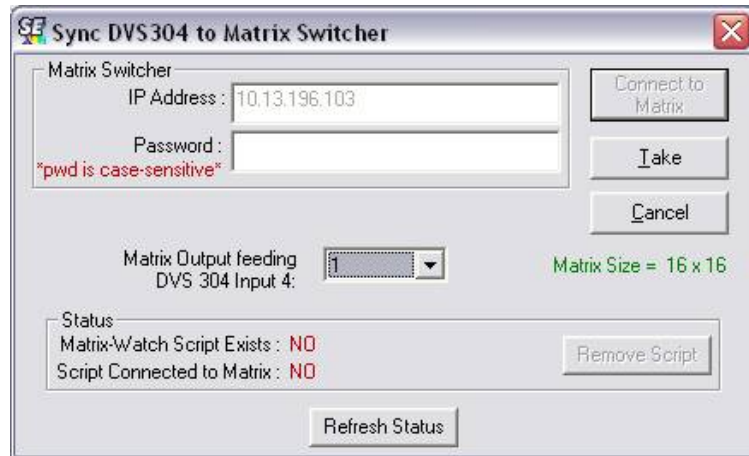 Sync DVS304 to Matrix Switcher
Matrix Switcher
IP Address : 10.13.196.103
Connect to
Matrix
Password :
*pwd is case-sensitive*
Take
Cancel
Matrix Output feeding
DVS 304 Input 4:
1
Matrix Size = 16 x 16
Status
Matrix-Watch Script Exists : NO
Script Connected to Matrix : NO
Remove Script
Refresh Status